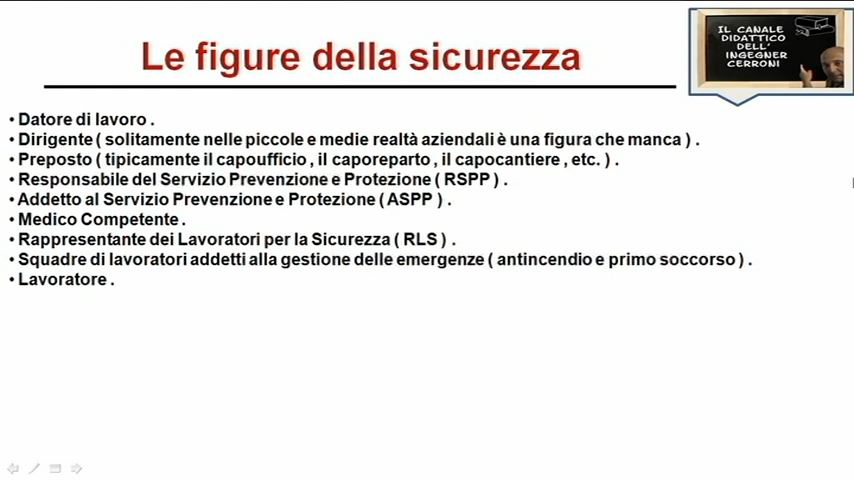 Le figure della sicurezza
IL CANALE
DIDATTICO
DELL'
INGEGNER
CERRONI
• Datore di lavoro .
• Dirigente ( solitamente nelle piccole e medie realtà aziendali è una figura che manca ) .
• Preposto ( tipicamente il capoufficio , il caporeparto , il capocantiere , etc. ) .
• Responsabile del Servizio Prevenzione e Protezione ( RSPP ) .
• Addetto al Servizio Prevenzione e Protezione ( ASPP ) .
• Medico Competente .
• Rappresentante dei Lavoratori per la Sicurezza ( RLS ) .
• Squadre di lavoratori addetti alla gestione delle emergenze ( antincendio e primo soccorso ) .
• Lavoratore .